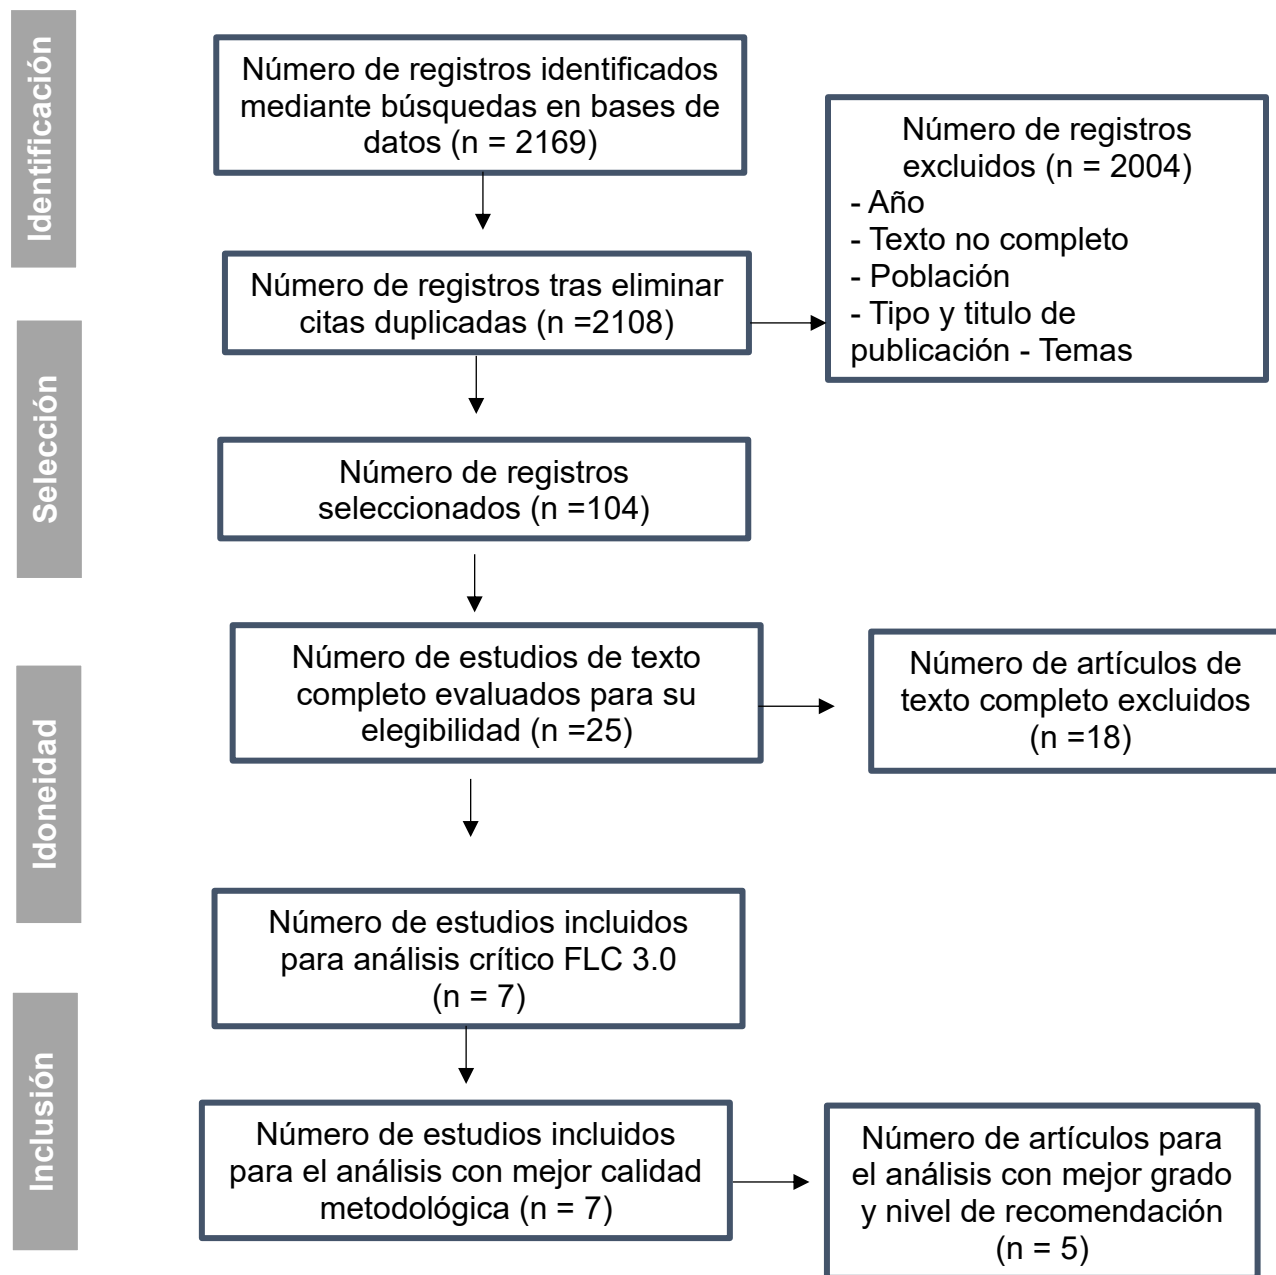 Identificación
Número de registros identificados
mediante búsquedas en bases de
datos (n = 2169)
Número de registros
excluidos (n = 2004)
- Año
- Texto no completo
- Población
- Tipo y titulo de
publicación - Temas
Número de registros tras eliminar
citas duplicadas (n =2108)
Selección
Número de registros
seleccionados (n =104)
Idoneidad
Número de estudios de texto
completo evaluados para su
elegibilidad (n =25)
Número de artículos de
texto completo excluidos
(n =18)
Número de estudios incluidos
para análisis crítico FLC 3.0
(n = 7)
Inclusión
Número de estudios incluidos
para el análisis con mejor calidad
metodológica (n = 7)
Número de artículos para
el análisis con mejor grado
y nivel de recomendación
(n = 5)